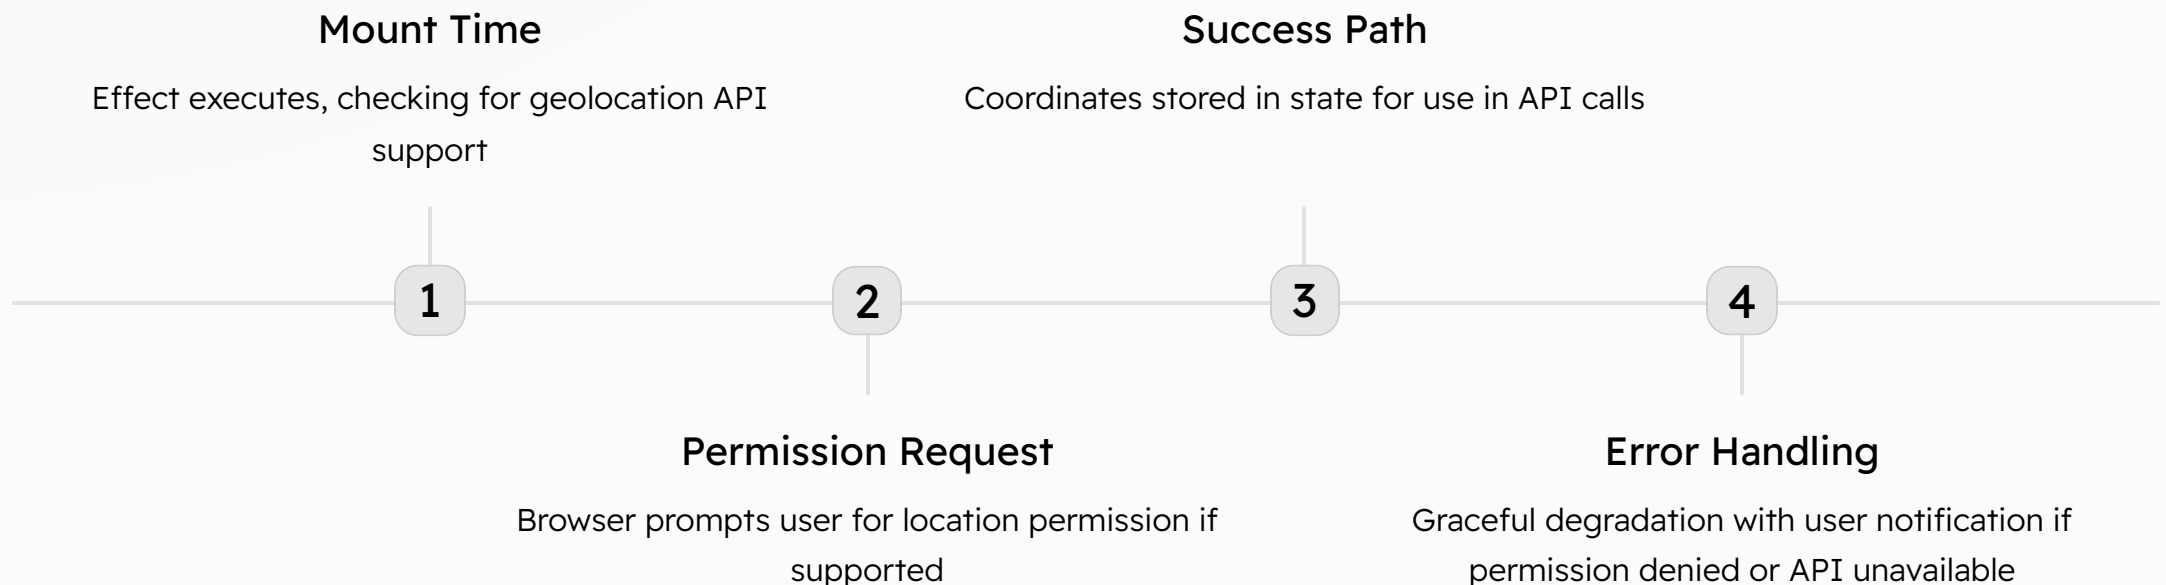 Mount Time
Effect executes, checking for geolocation API
support
Success Path
Coordinates stored in state for use in API calls
1
2
3
4
Permission Request
Browser prompts user for location permission if
supported
Error Handling
Graceful degradation with user notification if
permission denied or API unavailable